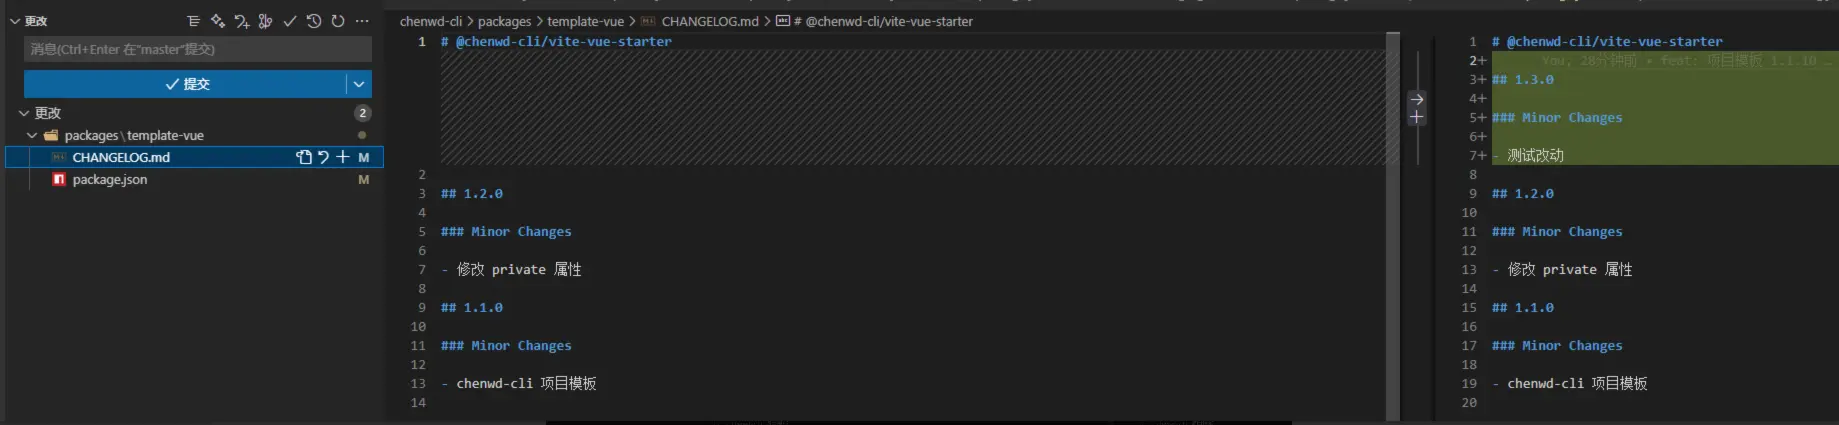 更改
消息(Ctrl+Enter 在"master"提交)
提交
更改 2
packages\template-vue
CHANGELOG.md M
package.json M
chenwd-cli > packages > template-vue > CHANGELOG.md > # @chenwd-cli/vite-vue-starter
1 # @chenwd-cli/vite-vue-starter
2
3 ## 1.2.0
4
5 ### Minor Changes
6
7 - 修改 private 属性
8
9 ## 1.1.0
10
11 ### Minor Changes
12
13 - chenwd-cli 项目模板
14
1 # @chenwd-cli/vite-vue-starter
2+ You, 28分钟前 • feat: 项目模板 1.1.10 …
3+ ## 1.3.0
4+
5+ ### Minor Changes
6+
7+ - 测试改动
8
9 ## 1.2.0
10
11 ### Minor Changes
12
13 - 修改 private 属性
14
15 ## 1.1.0
16
17 ### Minor Changes
18
19 - chenwd-cli 项目模板
20